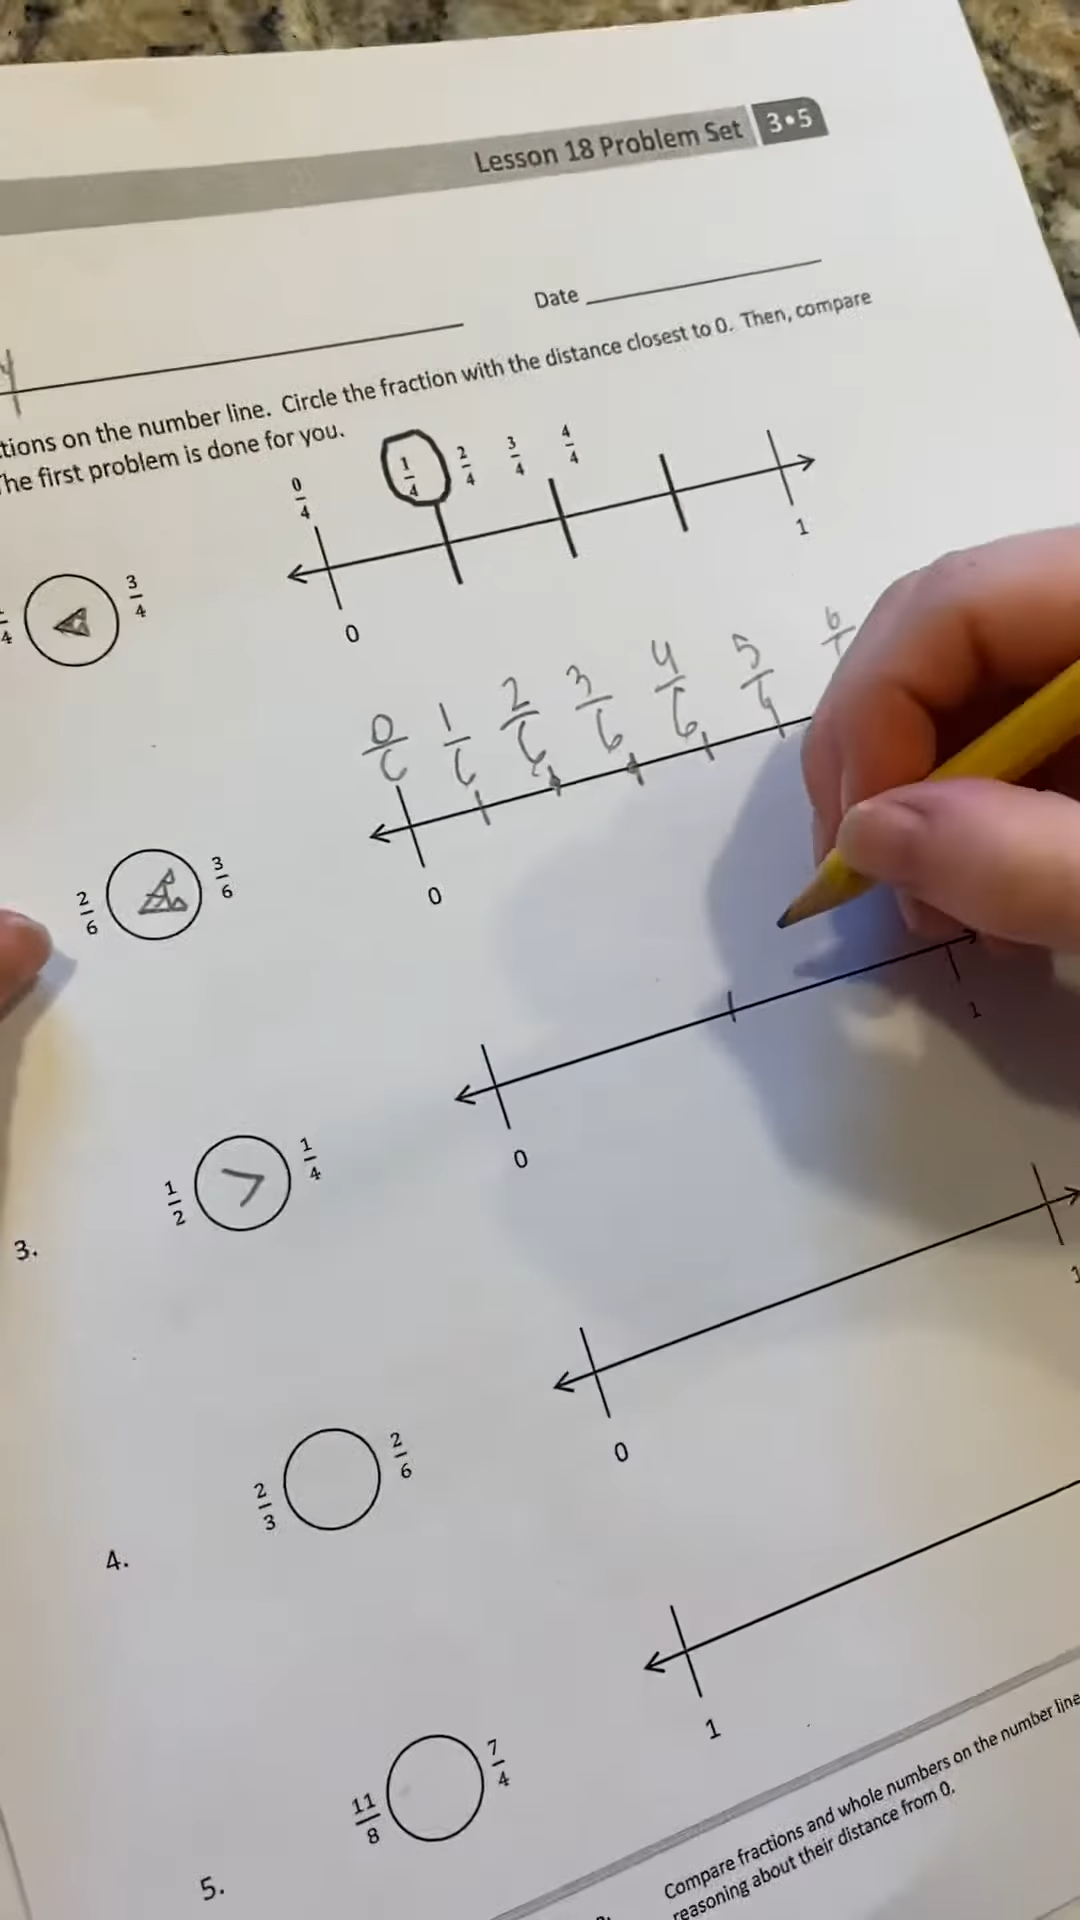 Lesson 18 Problem Set 3•5
Date
tions on the number line. Circle the fraction with the distance closest to 0. Then, compare
The first problem is done for you.
0/4 1/4 2/4 3/4 4/4
0 1
3/4
0/6 1/6 2/6 3/6 4/6 5/6
0
2/6 3/6
0 1
3. 1/2 > 1/4
0 1
4. 2/3 2/6
1
5. 11/8 7/4
Compare fractions and whole numbers on the number line
reasoning about their distance from 0.